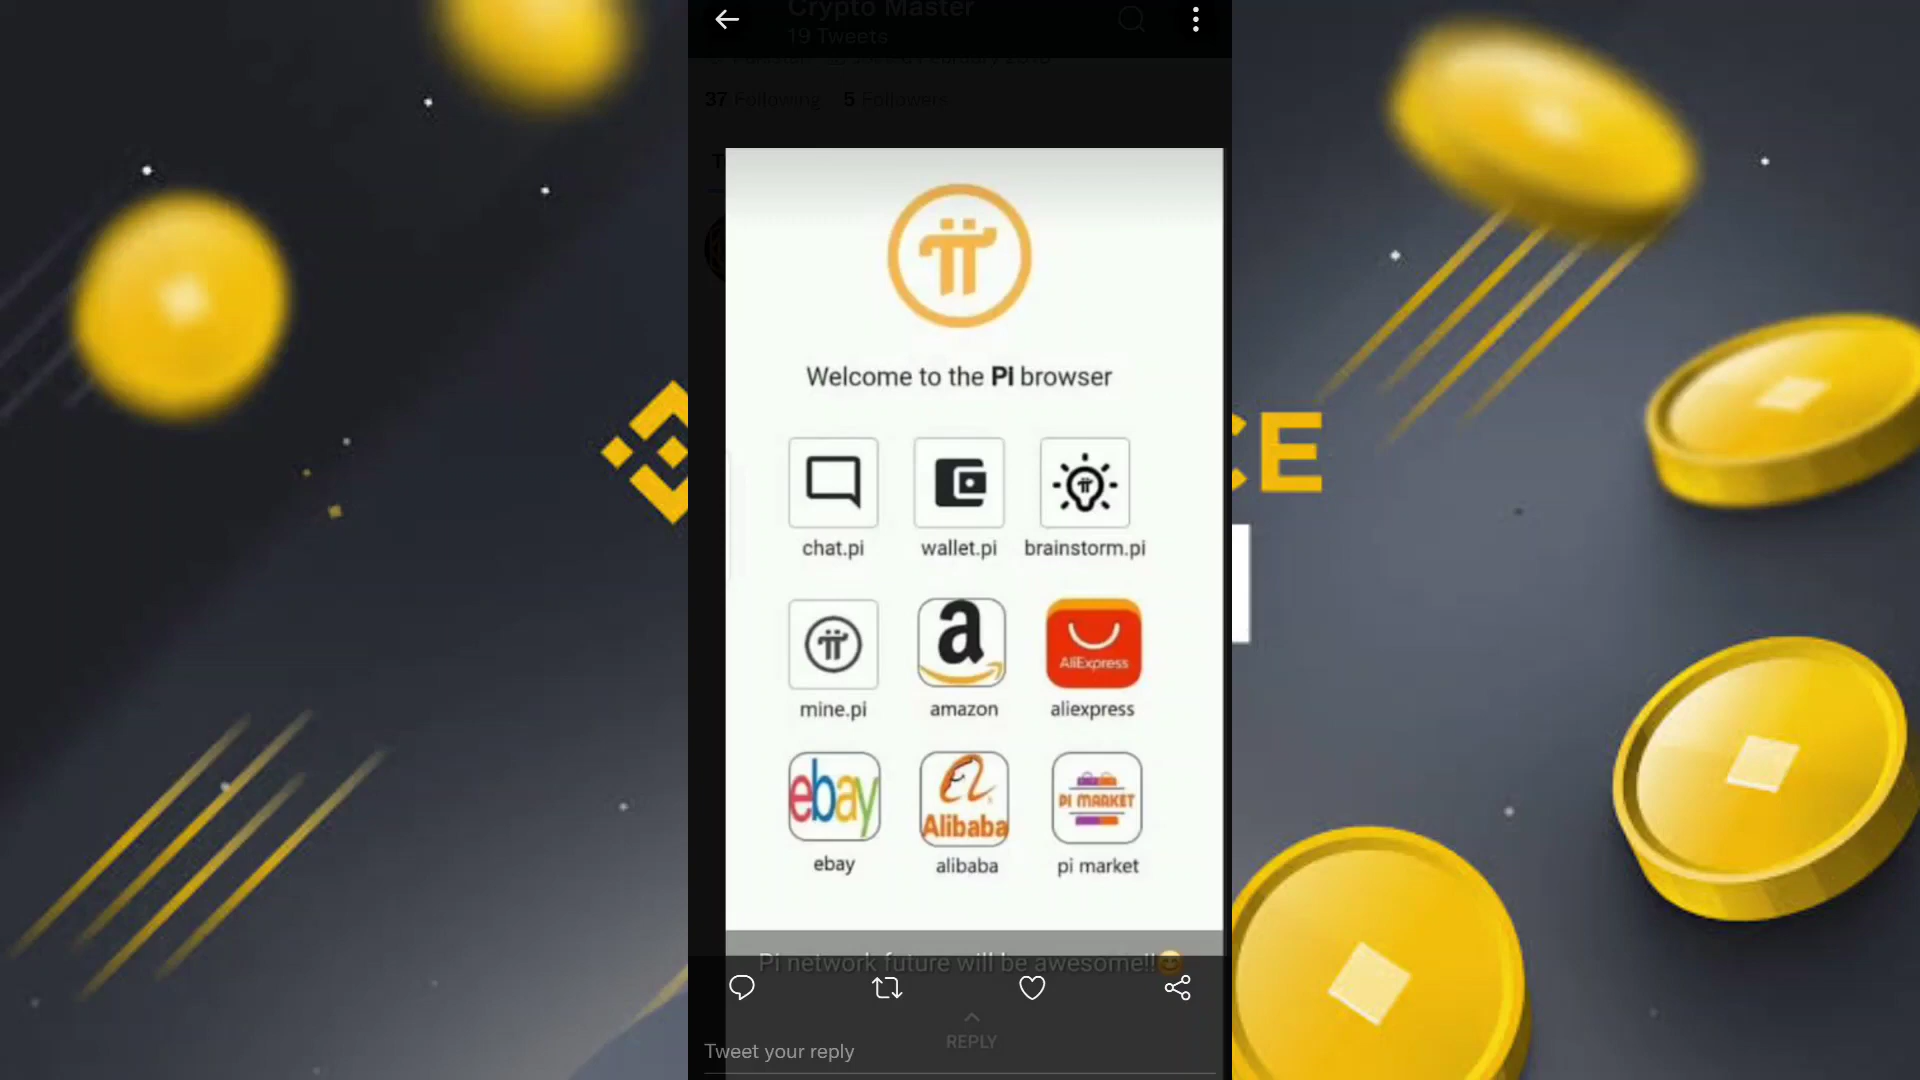 Crypto Master
19 Tweets
37 Following 5 Followers
Welcome to the Pi browser
chat.pi wallet.pi brainstorm.pi
a AliExpress
mine.pi amazon aliexpress
ebay Alibaba PI MARKET
ebay alibaba pi market
CE
Pi network future will be awesome!!😊
REPLY
Tweet your reply